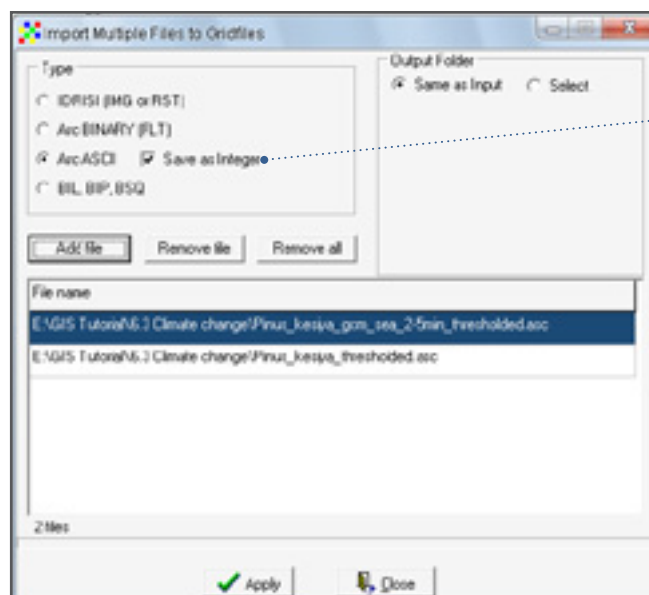 Import Multiple Files to Gridfiles
Type
IDRISI (IMG or RST)
Arc BINARY (FLT)
Arc ASCII Save as Integer
BIL, BIP, BSQ
Output Folder
Same as Input Select
Add file Remove file Remove all
File name
E:\GIS Tutorial\6.3 Climate change\Pinus_kesiya_gcm_sea_2-5min_thresholded.asc
E:\GIS Tutorial\6.3 Climate change\Pinus_kesiya_thresholded.asc
2 files
Apply Close